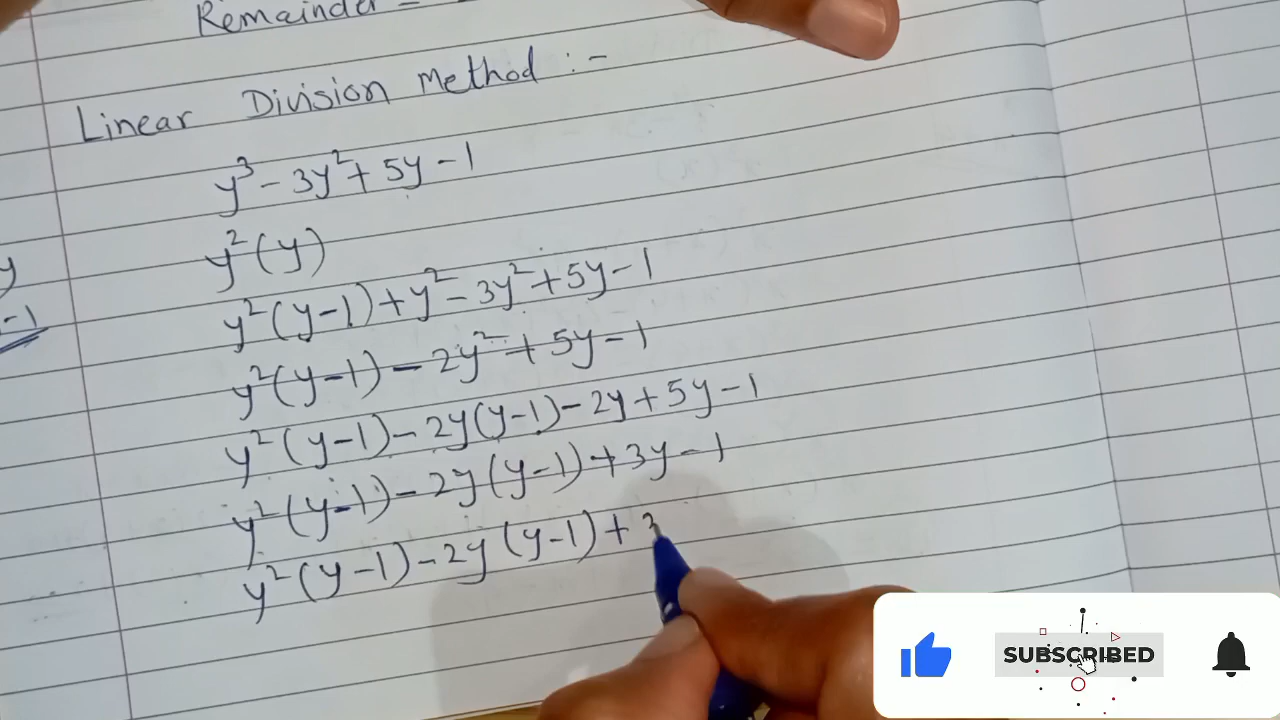 Remainder =
Linear Division Method :-
y³ - 3y² + 5y - 1
y² (y)
y² (y-1) + y² - 3y² + 5y - 1
y² (y-1) - 2y² + 5y - 1
y² (y-1) - 2y (y-1) - 2y + 5y - 1
y² (y-1) - 2y (y-1) + 3y - 1
y² (y-1) - 2y (y-1) + 3
y
-1
SUBSCRIBED